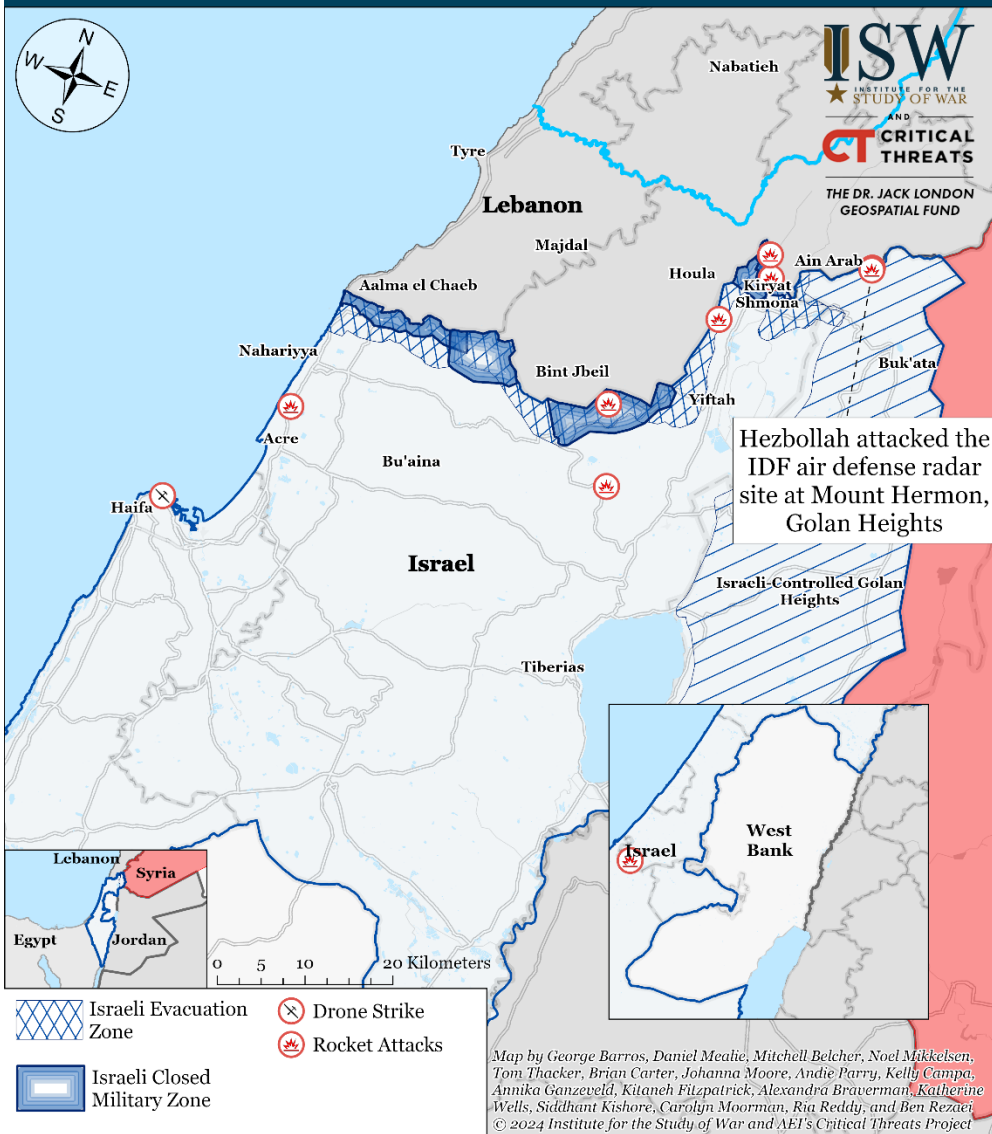 N
W
E
S
ISW
INSTITUTE FOR THE
STUDY OF WAR
AND
CT CRITICAL
THREATS
THE DR. JACK LONDON
GEOSPATIAL FUND
Nabatieh
Tyre
Lebanon
Majdal
Houla
Ain Arab
Kiryat
Shmona
Aalma el Chaeb
Nahariyya
Bint Jbeil
Yiftah
Buk'ata
Hezbollah attacked the
IDF air defense radar
site at Mount Hermon,
Golan Heights
Acre
Bu'aina
Haifa
Israel
Israeli-Controlled Golan
Heights
Tiberias
Israel
West
Bank
Lebanon
Syria
Egypt
Jordan
0 5 10 20 Kilometers
Israeli Evacuation
Zone
Drone Strike
Rocket Attacks
Israeli Closed
Military Zone
Map by George Barros, Daniel Mealie, Mitchell Belcher, Noel Mikkelsen,
Tom Thacker, Brian Carter, Johanna Moore, Andie Parry, Kelly Campa,
Annika Ganzeveld, Kitaneh Fitzpatrick, Alexandra Braverman, Katherine
Wells, Siddhant Kishore, Carolyn Moorman, Ria Reddy, and Ben Rezaei
© 2024 Institute for the Study of War and AEI's Critical Threats Project